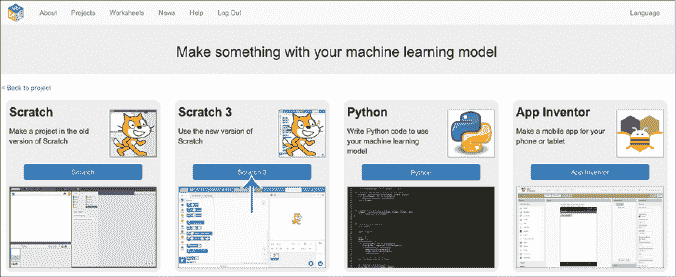 About Projects Worksheets News Help Log Out Language
Make something with your machine learning model
< Back to project
Scratch
Make a project in the old
version of Scratch
Scratch
Scratch 3
Use the new version of
Scratch
Scratch 3
Python
Write Python code to use
your machine learning
model
Python
App Inventor
Make a mobile app for your
phone or tablet
App Inventor